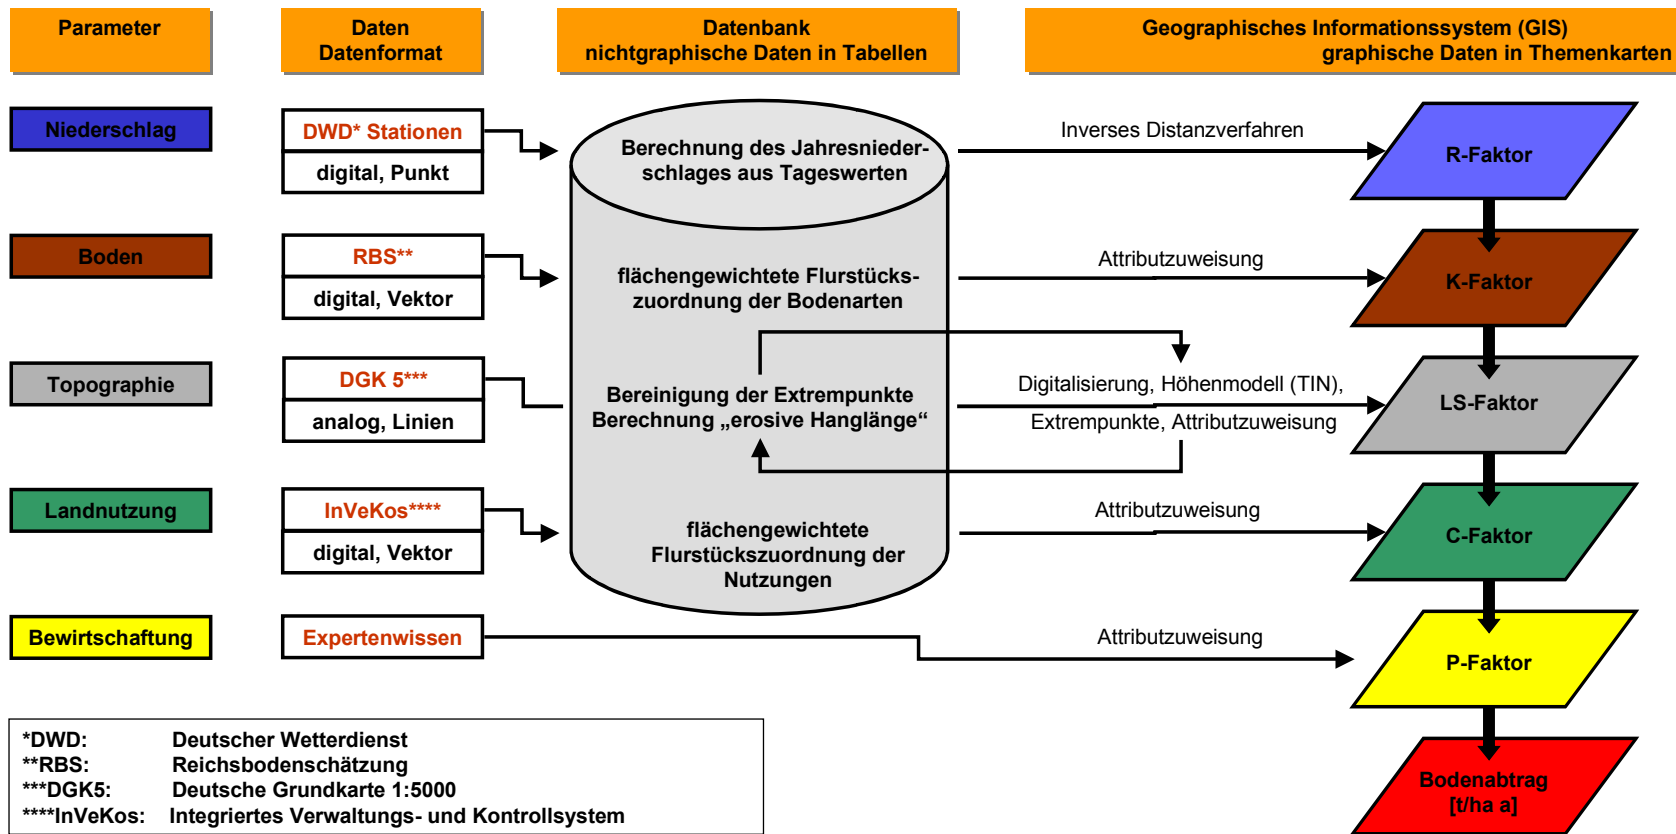 Parameter
Daten
Datenformat
Datenbank
nichtgraphische Daten in Tabellen
Geographisches Informationssystem (GIS)
graphische Daten in Themenkarten
Niederschlag
DWD* Stationen
digital, Punkt
Berechnung des Jahresnieder-
schlages aus Tageswerten
Inverses Distanzverfahren
R-Faktor
Boden
RBS**
digital, Vektor
flächengewichtete Flurstücks-
zuordnung der Bodenarten
Attributzuweisung
K-Faktor
Topographie
DGK 5***
analog, Linien
Bereinigung der Extrempunkte
Berechnung „erosive Hanglänge“
Digitalisierung, Höhenmodell (TIN),
Extrempunkte, Attributzuweisung
LS-Faktor
Landnutzung
InVeKos****
digital, Vektor
flächengewichtete
Flurstückszuordnung der
Nutzungen
Attributzuweisung
C-Faktor
Bewirtschaftung
Expertenwissen
Attributzuweisung
P-Faktor
*DWD: Deutscher Wetterdienst
**RBS: Reichsbodenschätzung
***DGK5: Deutsche Grundkarte 1:5000
****InVeKos: Integriertes Verwaltungs- und Kontrollsystem
Bodenabtrag
[t/ha a]